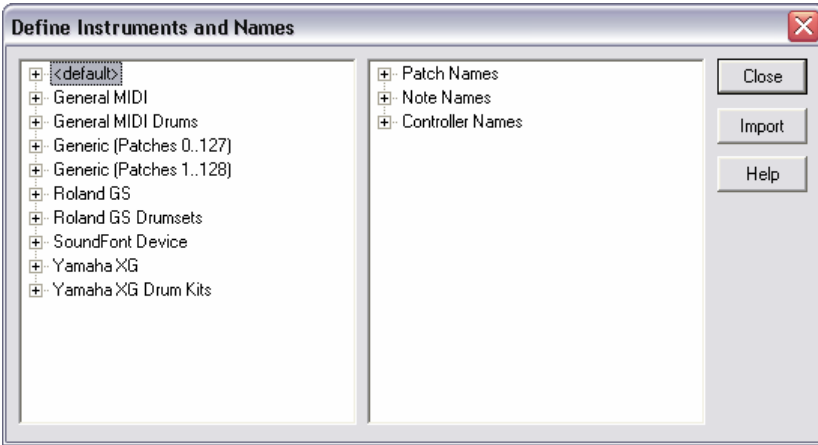 Define Instruments and Names
<default>
General MIDI
General MIDI Drums
Generic (Patches 0..127)
Generic (Patches 1..128)
Roland GS
Roland GS Drumsets
SoundFont Device
Yamaha XG
Yamaha XG Drum Kits
Patch Names
Note Names
Controller Names
Close
Import
Help